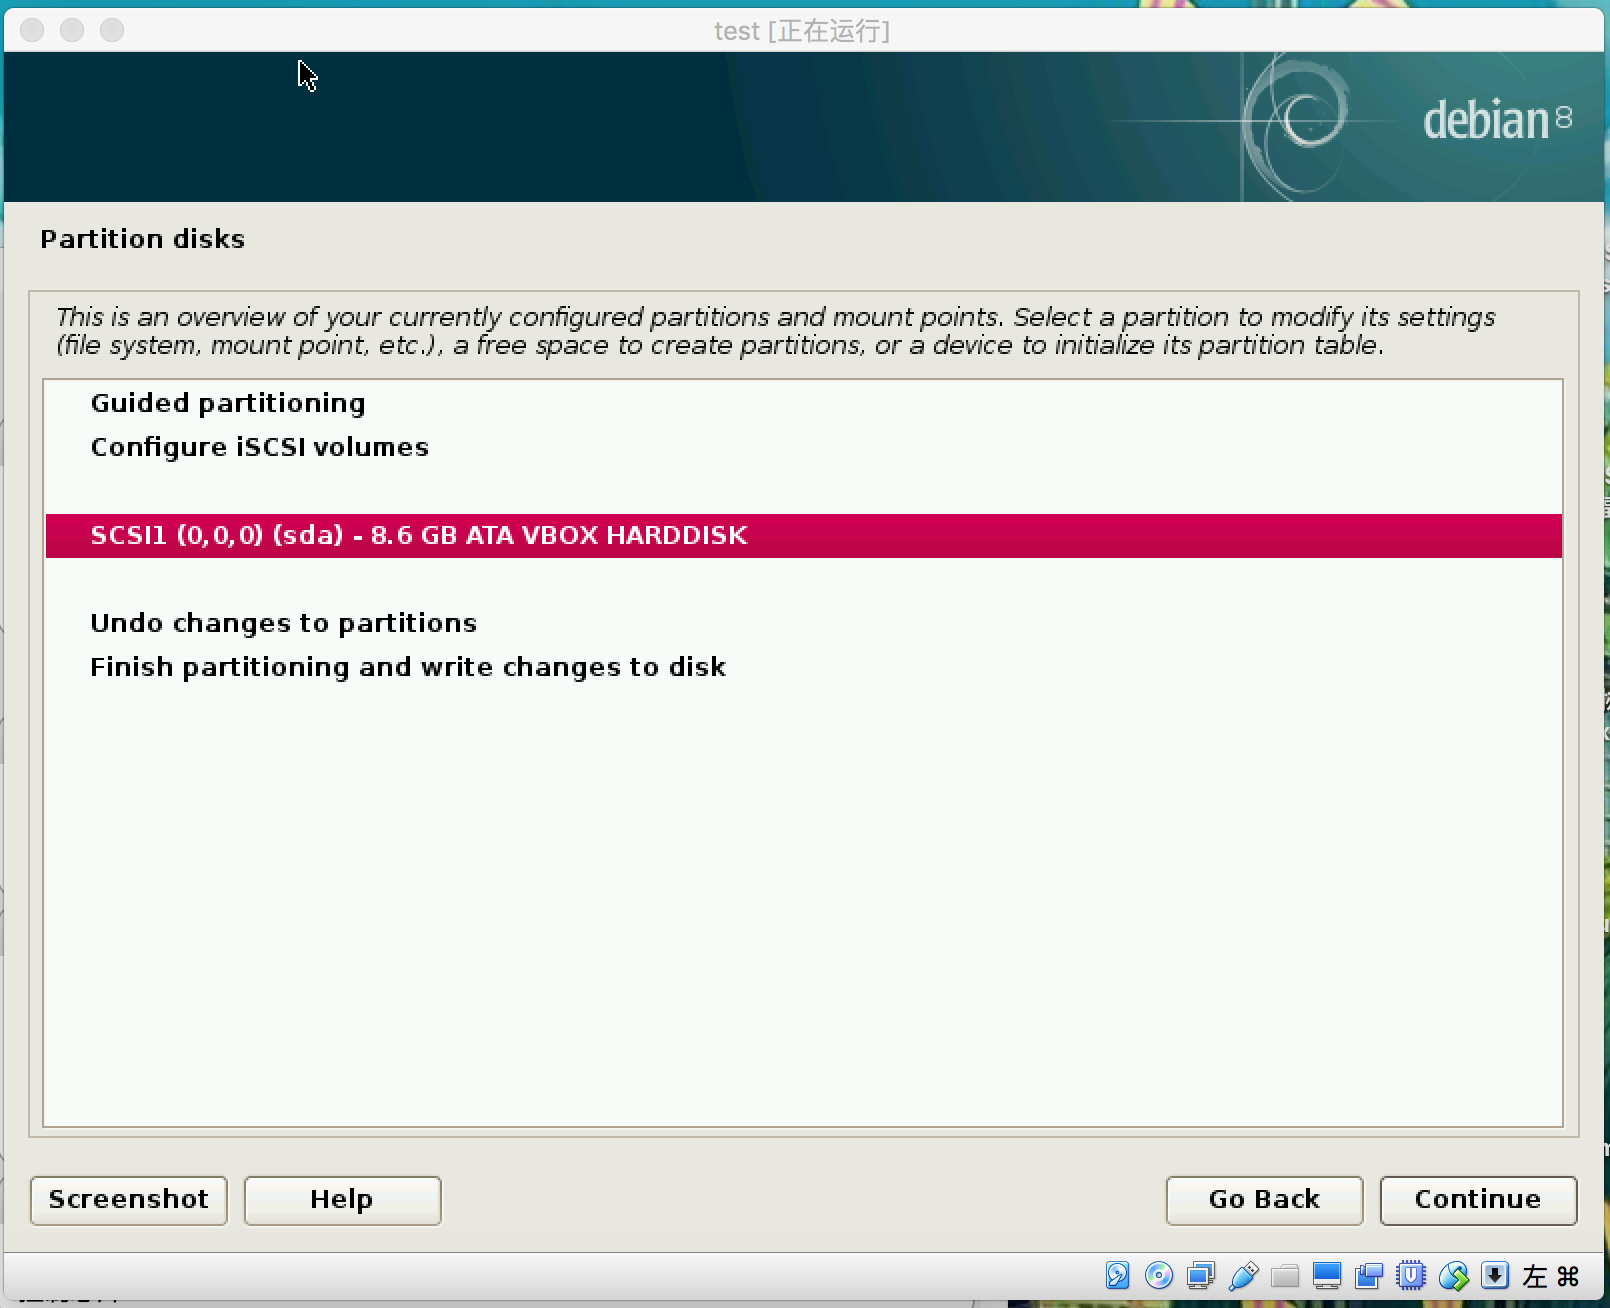 test [正在运行]
debian 8
Partition disks
This is an overview of your currently configured partitions and mount points. Select a partition to modify its settings
(file system, mount point, etc.), a free space to create partitions, or a device to initialize its partition table.
Guided partitioning
Configure iSCSI volumes
SCSI1 (0,0,0) (sda) - 8.6 GB ATA VBOX HARDDISK
Undo changes to partitions
Finish partitioning and write changes to disk
Screenshot
Help
Go Back
Continue
左 ⌘